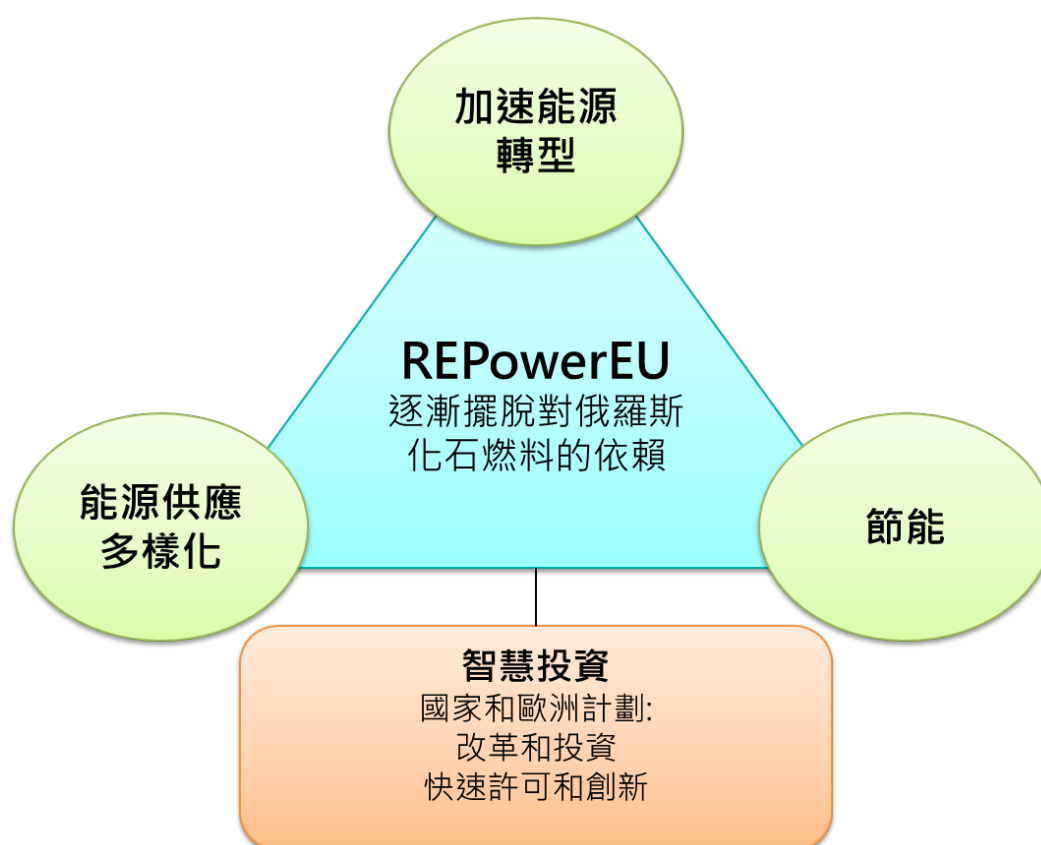 加速能源
轉型
REPowerEU
逐漸擺脫對俄羅斯
化石燃料的依賴
能源供應
多樣化
節能
智慧投資
國家和歐洲計劃:
改革和投資
快速許可和創新